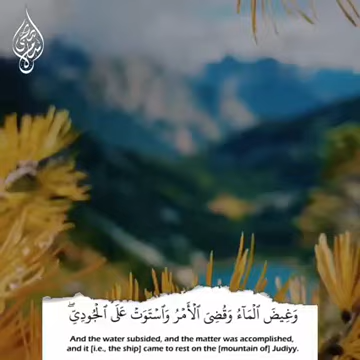 وَغِيضَ ٱلْمَآءُ وَقُضِىَ ٱلْأَمْرُ وَٱسْتَوَتْ عَلَى ٱلْجُودِىِّ ۖ
And the water subsided, and the matter was accomplished,
and it [i.e., the ship] came to rest on the [mountain of] Judiyy.